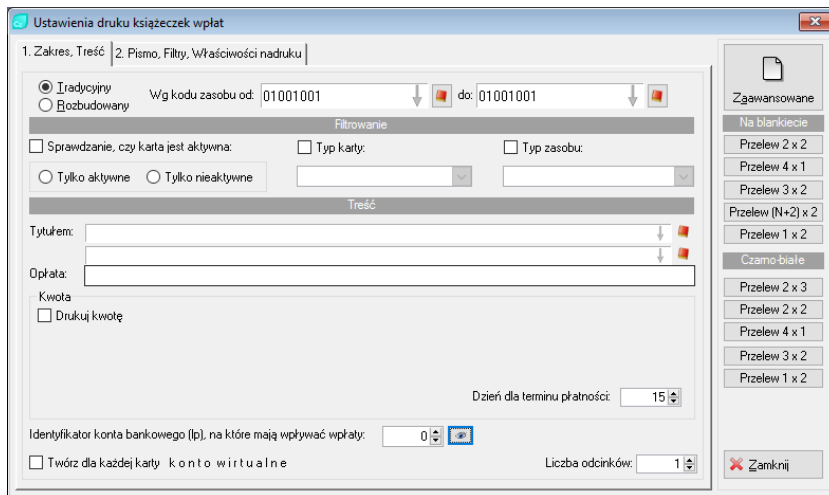 Ustawienia druku książeczek wpłat
1. Zakres, Treść
2. Pismo, Filtry, Właściwości nadruku
Tradycyjny
Rozbudowany
Wg kodu zasobu od: 01001001 do: 01001001
Filtrowanie
Sprawdzanie, czy karta jest aktywna:
Typ karty:
Typ zasobu:
Tylko aktywne
Tylko nieaktywne
Treść
Tytułem:
Opłata:
Kwota
Drukuj kwotę
Dzień dla terminu płatności: 15
Identyfikator konta bankowego (lp), na które mają wpływać wpłaty: 0
Twórz dla każdej karty k o n t o w i r t u a l n e
Liczba odcinków: 1
Zaawansowane
Na blankiecie
Przelew 2 x 2
Przelew 4 x 1
Przelew 3 x 2
Przelew (N+2) x 2
Przelew 1 x 2
Czarno-białe
Przelew 2 x 3
Przelew 2 x 2
Przelew 4 x 1
Przelew 3 x 2
Przelew 1 x 2
Zamknij